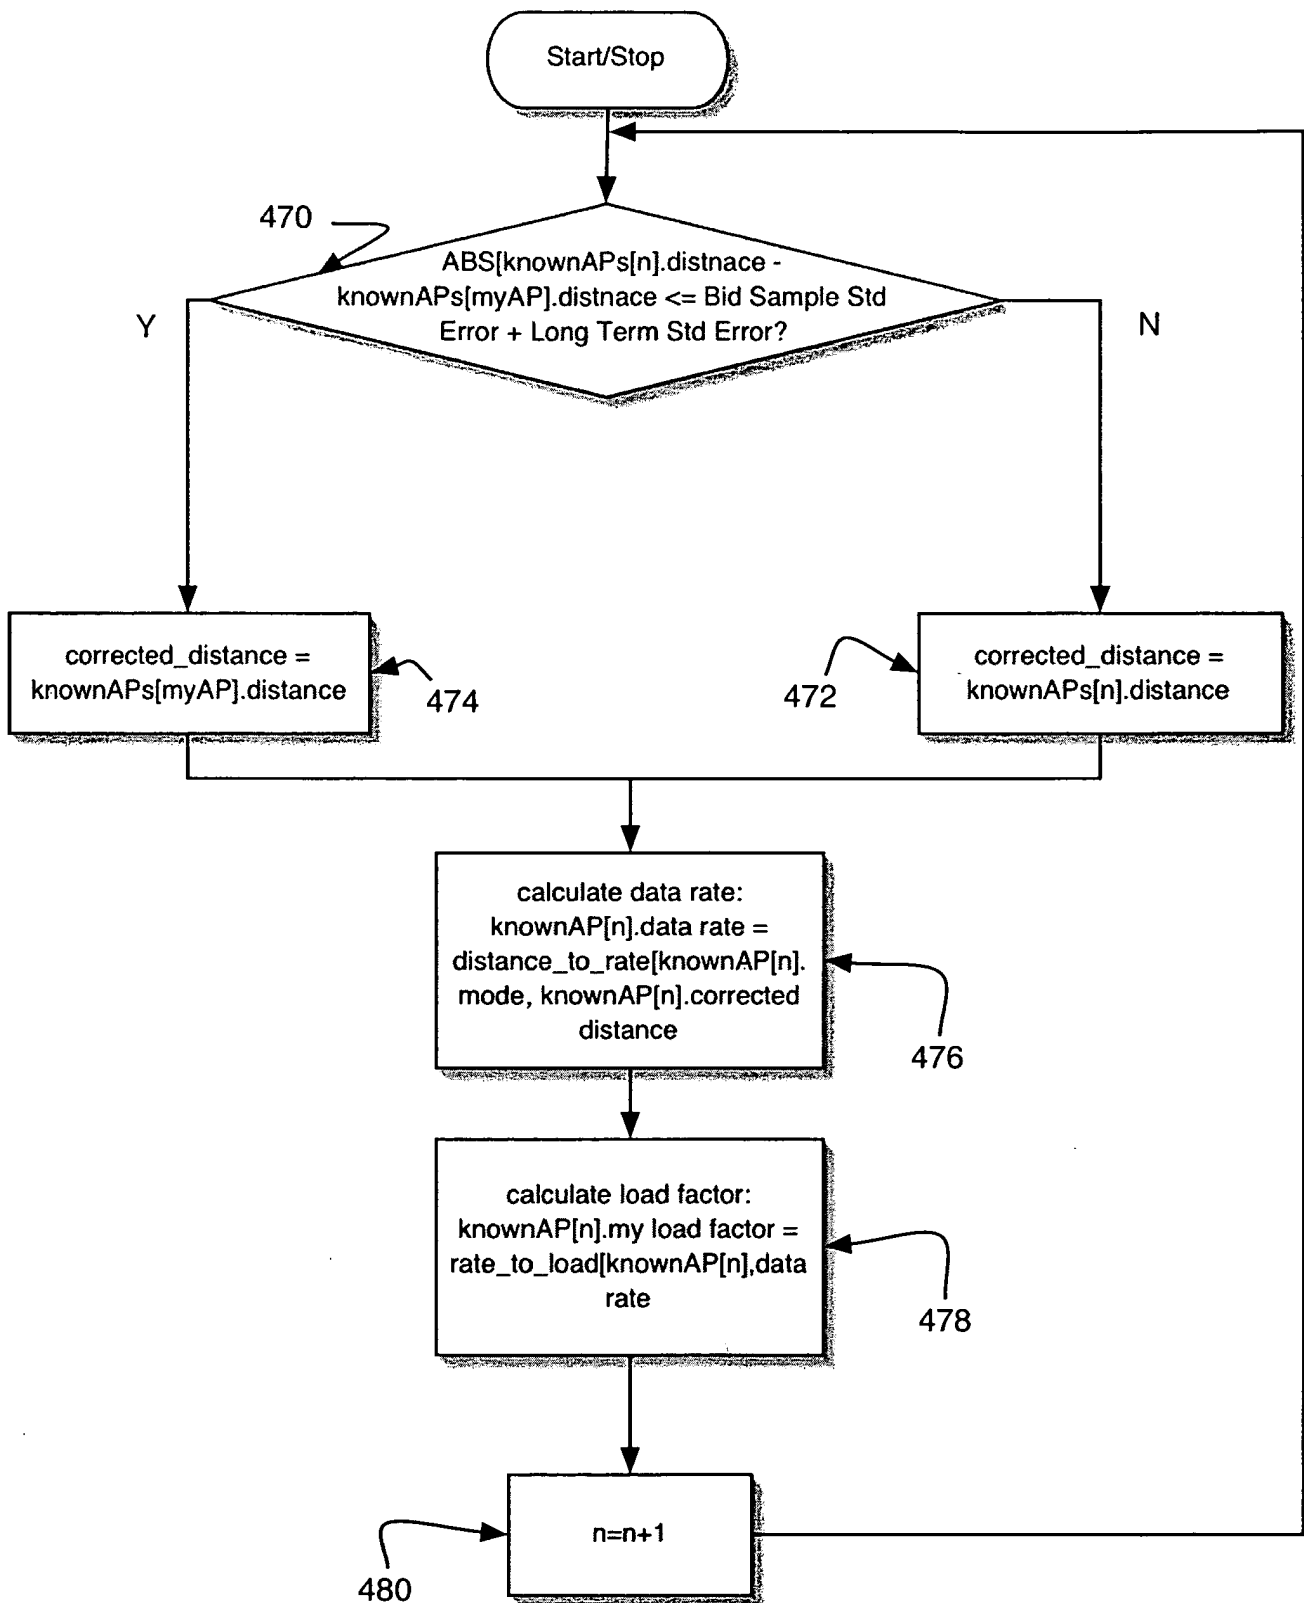 Start/Stop
470
ABS[knownAPs[n].distnace -
knownAPs[myAP].distnace <= Bid Sample Std
Error + Long Term Std Error?
Y
N
corrected_distance =
knownAPs[myAP].distance
474
472
corrected_distance =
knownAPs[n].distance
calculate data rate:
knownAP[n].data rate =
distance_to_rate[knownAP[n].
mode, knownAP[n].corrected
distance
476
calculate load factor:
knownAP[n].my load factor =
rate_to_load[knownAP[n],data
rate
478
n=n+1
480